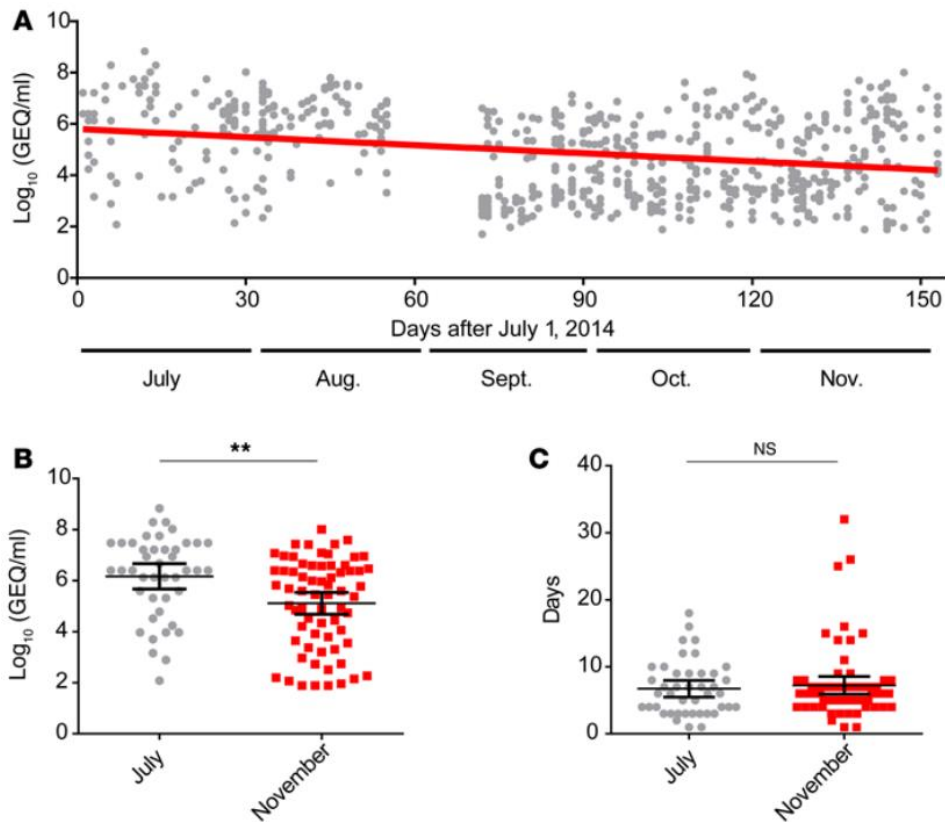 A
Log₁₀ (GEQ/ml)
10
8
6
4
2
0
0 30 60 90 120 150
Days after July 1, 2014
July Aug. Sept. Oct. Nov.
B
**
Log₁₀ (GEQ/ml)
10
8
6
4
2
0
July November
C
NS
Days
40
30
20
10
0
July November